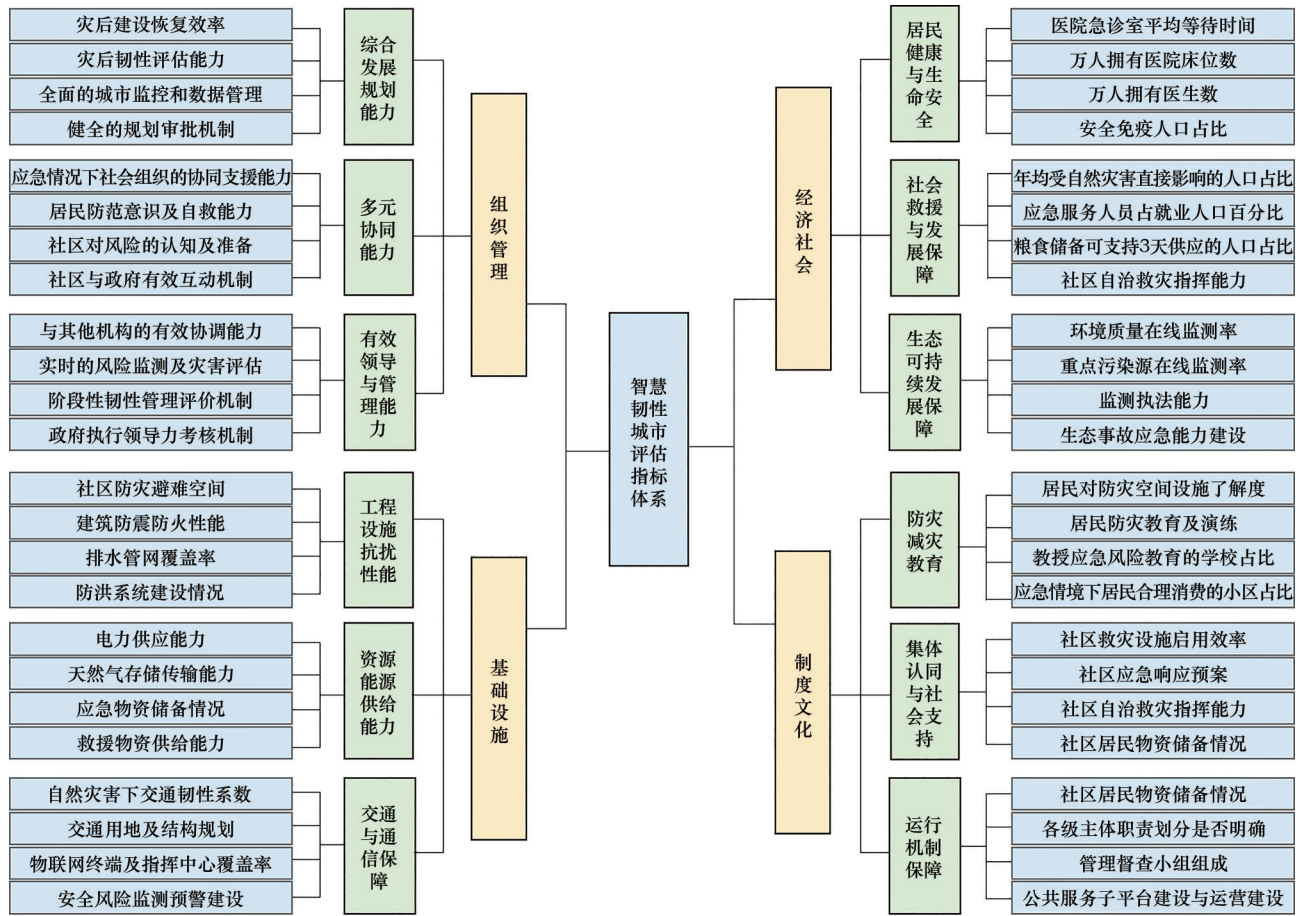 灾后建设恢复效率
灾后韧性评估能力
全面的城市监控和数据管理
健全的规划审批机制
综合
发展
规划
能力
应急情况下社会组织的协同支援能力
居民防范意识及自救能力
社区对风险的认知及准备
社区与政府有效互动机制
多元
协同
能力
与其他机构的有效协调能力
实时的风险监测及灾害评估
阶段性韧性管理评价机制
政府执行领导力考核机制
有效
领导
与管
理能
力
组
织
管
理
社区防灾避难空间
建筑防震防火性能
排水管网覆盖率
防洪系统建设情况
工程
设施
抗扰
性能
电力供应能力
天然气存储传输能力
应急物资储备情况
救援物资供给能力
资源
能源
供给
能力
自然灾害下交通韧性系数
交通用地及结构规划
物联网终端及指挥中心覆盖率
安全风险监测预警建设
交通
与通
信保
障
基
础
设
施
智慧
韧性
城市
评估
指标
体系
经
济
社
会
居民
健康
与生
命安
全
医院急诊室平均等待时间
万人拥有医院床位数
万人拥有医生数
安全免疫人口占比
社会
救援
与发
展保
障
年均受自然灾害直接影响的人口占比
应急服务人员占就业人口百分比
粮食储备可支持3天供应的人口占比
社区自治救灾指挥能力
生态
可持
续发
展保
障
环境质量在线监测率
重点污染源在线监测率
监测执法能力
生态事故应急能力建设
制
度
文
化
防灾
减灾
教育
居民对防灾空间设施了解度
居民防灾教育及演练
教授应急风险教育的学校占比
应急情境下居民合理消费的小区占比
集体
认同
与社
会支
持
社区救灾设施启用效率
社区应急响应预案
社区自治救灾指挥能力
社区居民物资储备情况
运行
机制
保障
社区居民物资储备情况
各级主体职责划分是否明确
管理督查小组组成
公共服务子平台建设与运营建设